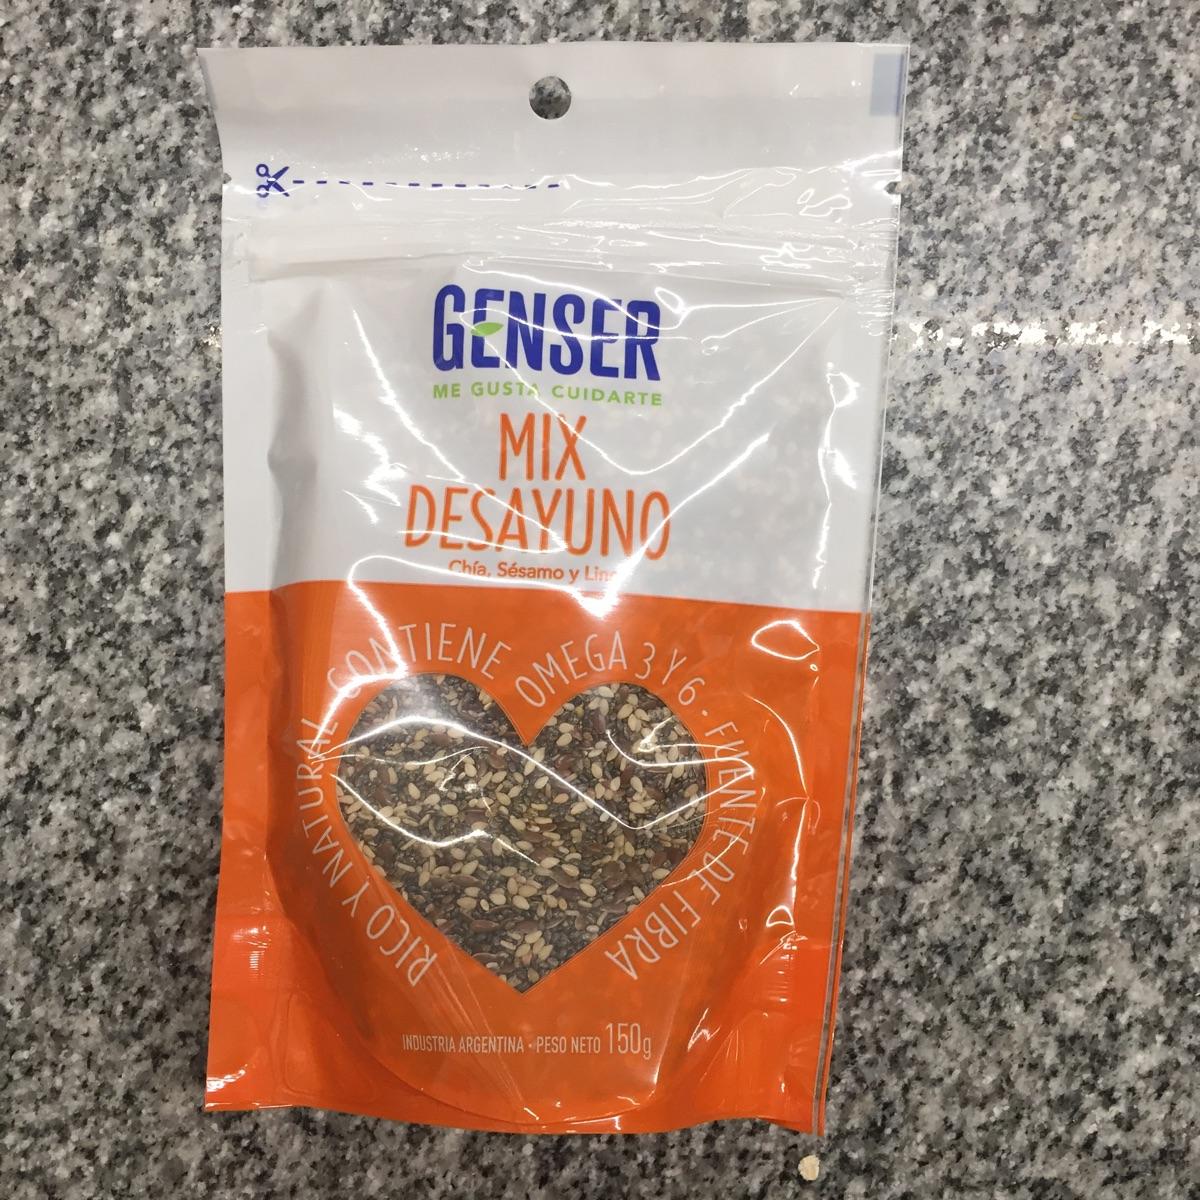 GENSER
ME GUSTA CUIDARTE
MIX
DESAYUNO
Chía, Sésamo y
RICO Y NATURAL CONTIENE OMEGA 3 Y 6 · FUENTE DE FIBRA
INDUSTRIA ARGENTINA · PESO NETO 150g